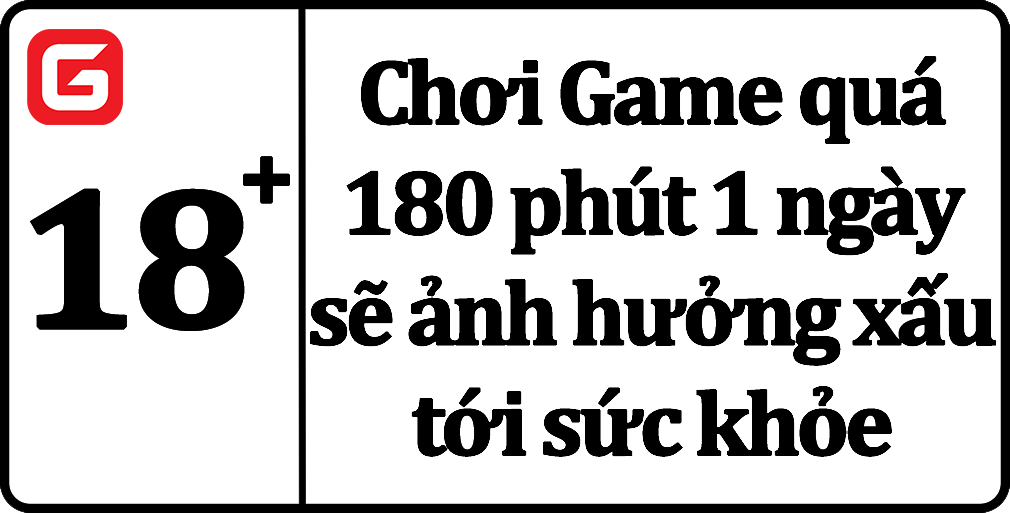 G
18+
Chơi Game quá
180 phút 1 ngày
sẽ ảnh hưởng xấu
tới sức khỏe